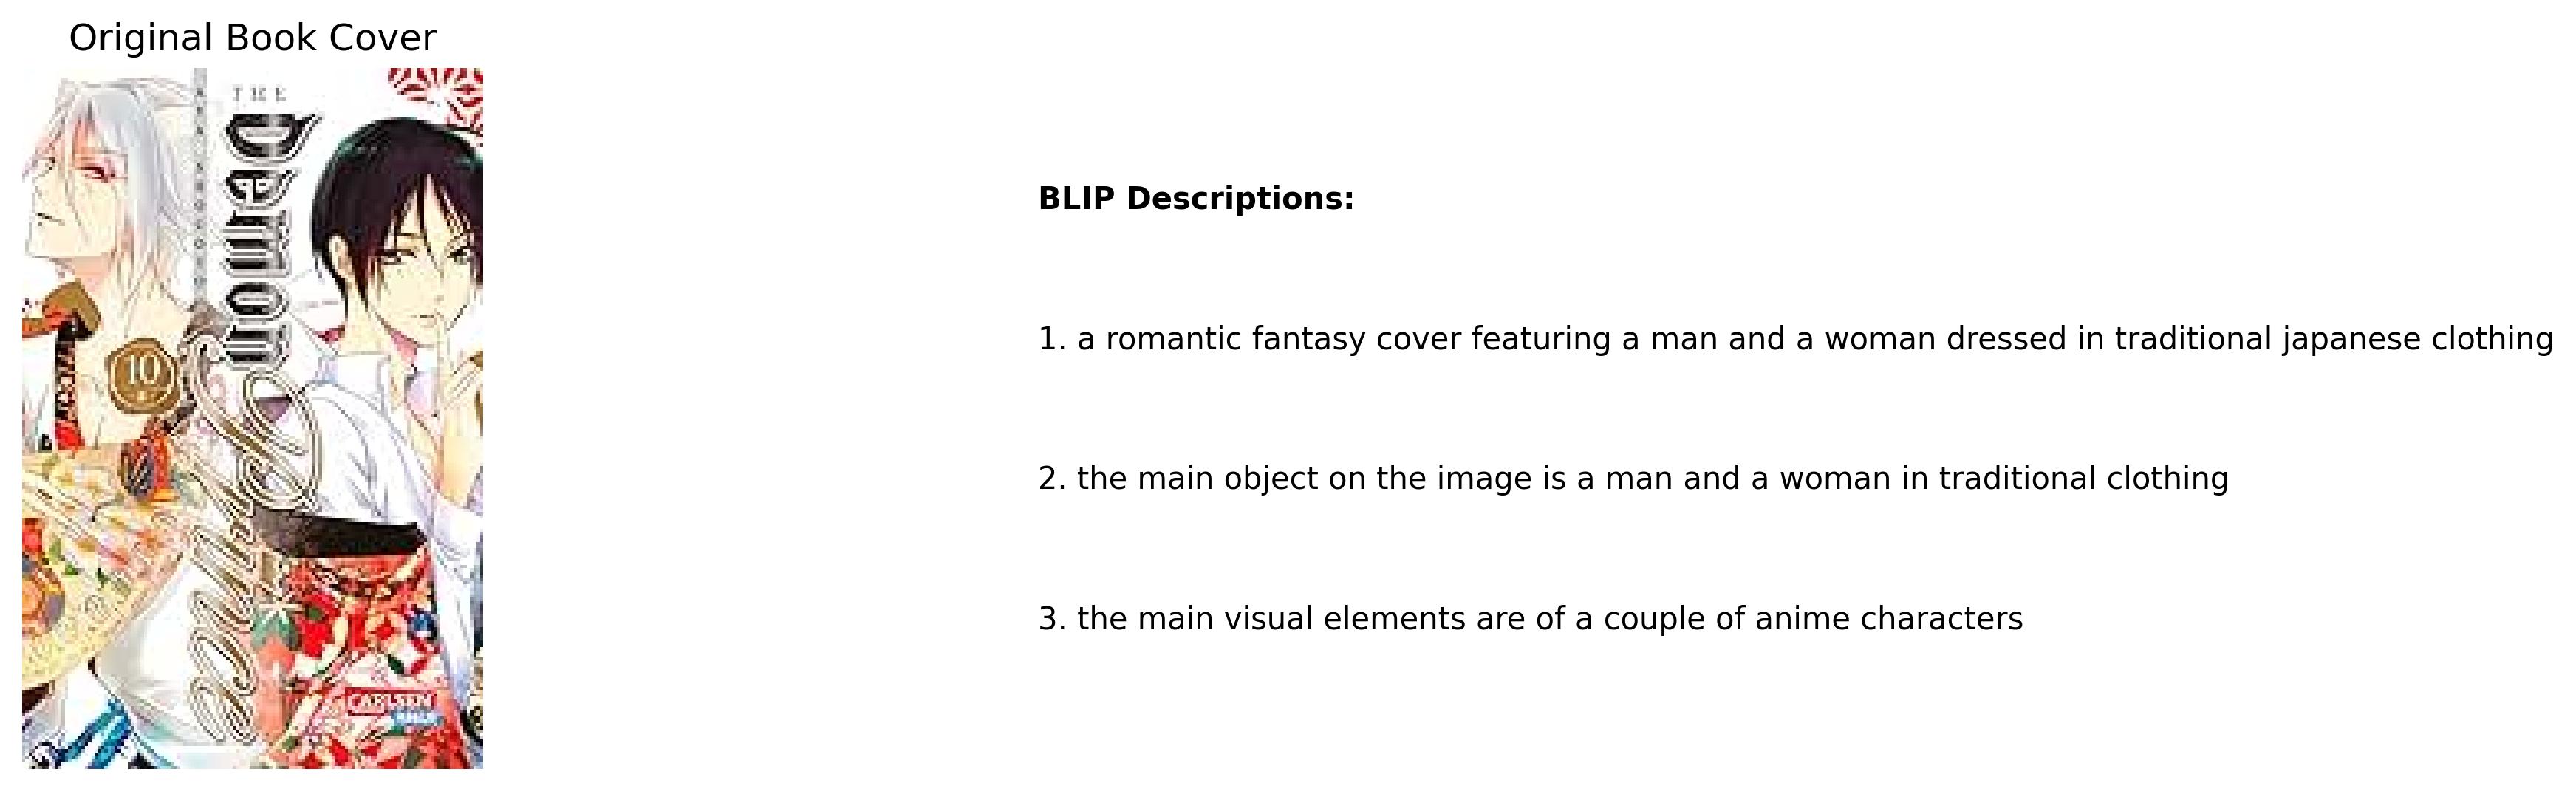 Original Book Cover
THE
Demon
Prince
10
CARLSEN
BLIP Descriptions:
1. a romantic fantasy cover featuring a man and a woman dressed in traditional japanese clothing
2. the main object on the image is a man and a woman in traditional clothing
3. the main visual elements are of a couple of anime characters